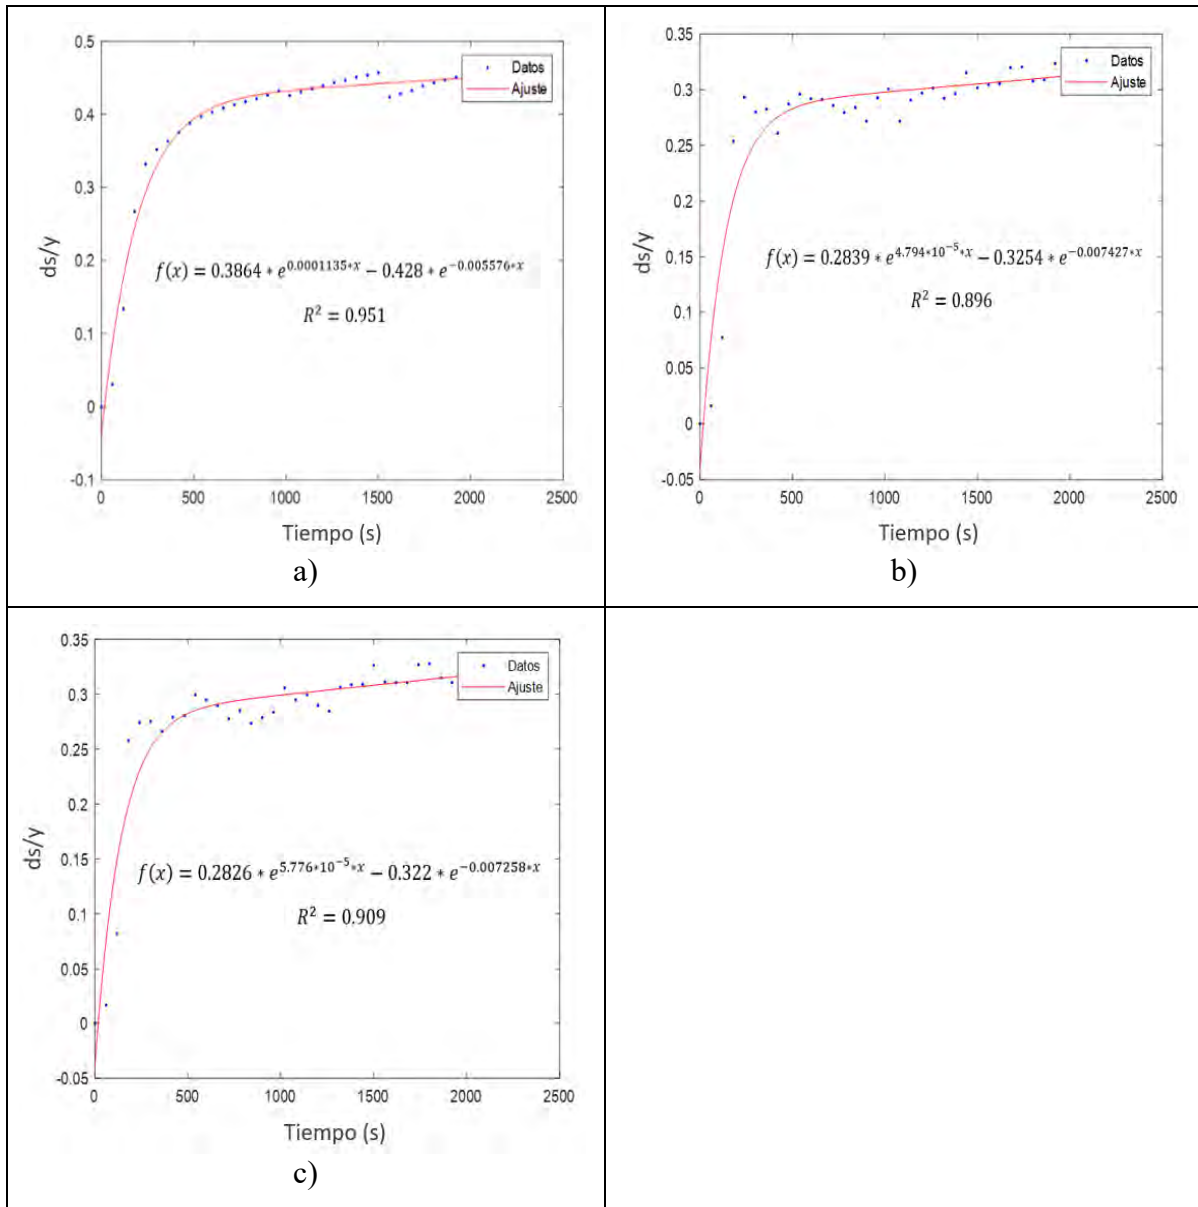 0.5
0.4
0.3
0.2
0.1
0
-0.1
ds/y
Datos
Ajuste
f(x) = 0.3864 * e^{0.0001135*x} − 0.428 * e^{−0.005576*x}
R² = 0.951
0 500 1000 1500 2000 2500
Tiempo (s)
a)
0.35
0.3
0.25
0.2
0.15
0.1
0.05
0
-0.05
ds/y
Datos
Ajuste
f(x) = 0.2839 * e^{4.794*10^{−5}*x} − 0.3254 * e^{−0.007427*x}
R² = 0.896
0 500 1000 1500 2000 2500
Tiempo (s)
b)
0.35
0.3
0.25
0.2
0.15
0.1
0.05
0
-0.05
ds/y
Datos
Ajuste
f(x) = 0.2826 * e^{5.776*10^{−5}*x} − 0.322 * e^{−0.007258*x}
R² = 0.909
0 500 1000 1500 2000 2500
Tiempo (s)
c)